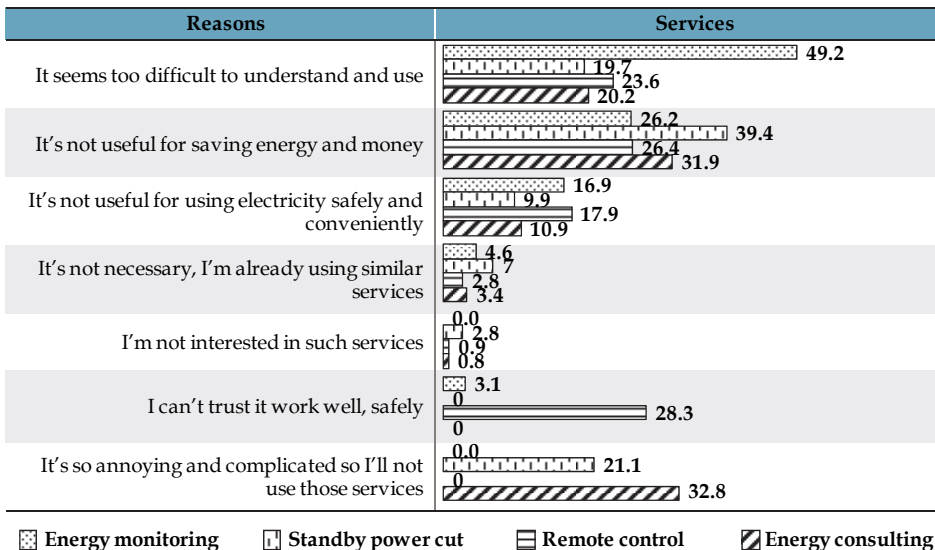 Reasons Services
It seems too difficult to understand and use
49.2
19.7
23.6
20.2
It's not useful for saving energy and money
26.2
39.4
26.4
31.9
It's not useful for using electricity safely and
conveniently
16.9
9.9
17.9
10.9
It's not necessary, I'm already using similar
services
4.6
7
2.8
3.4
I'm not interested in such services
0.0
2.8
0.9
0.8
I can't trust it work well, safely
3.1
0
28.3
0
It's so annoying and complicated so I'll not
use those services
0.0
21.1
0
32.8
Energy monitoring Standby power cut Remote control Energy consulting